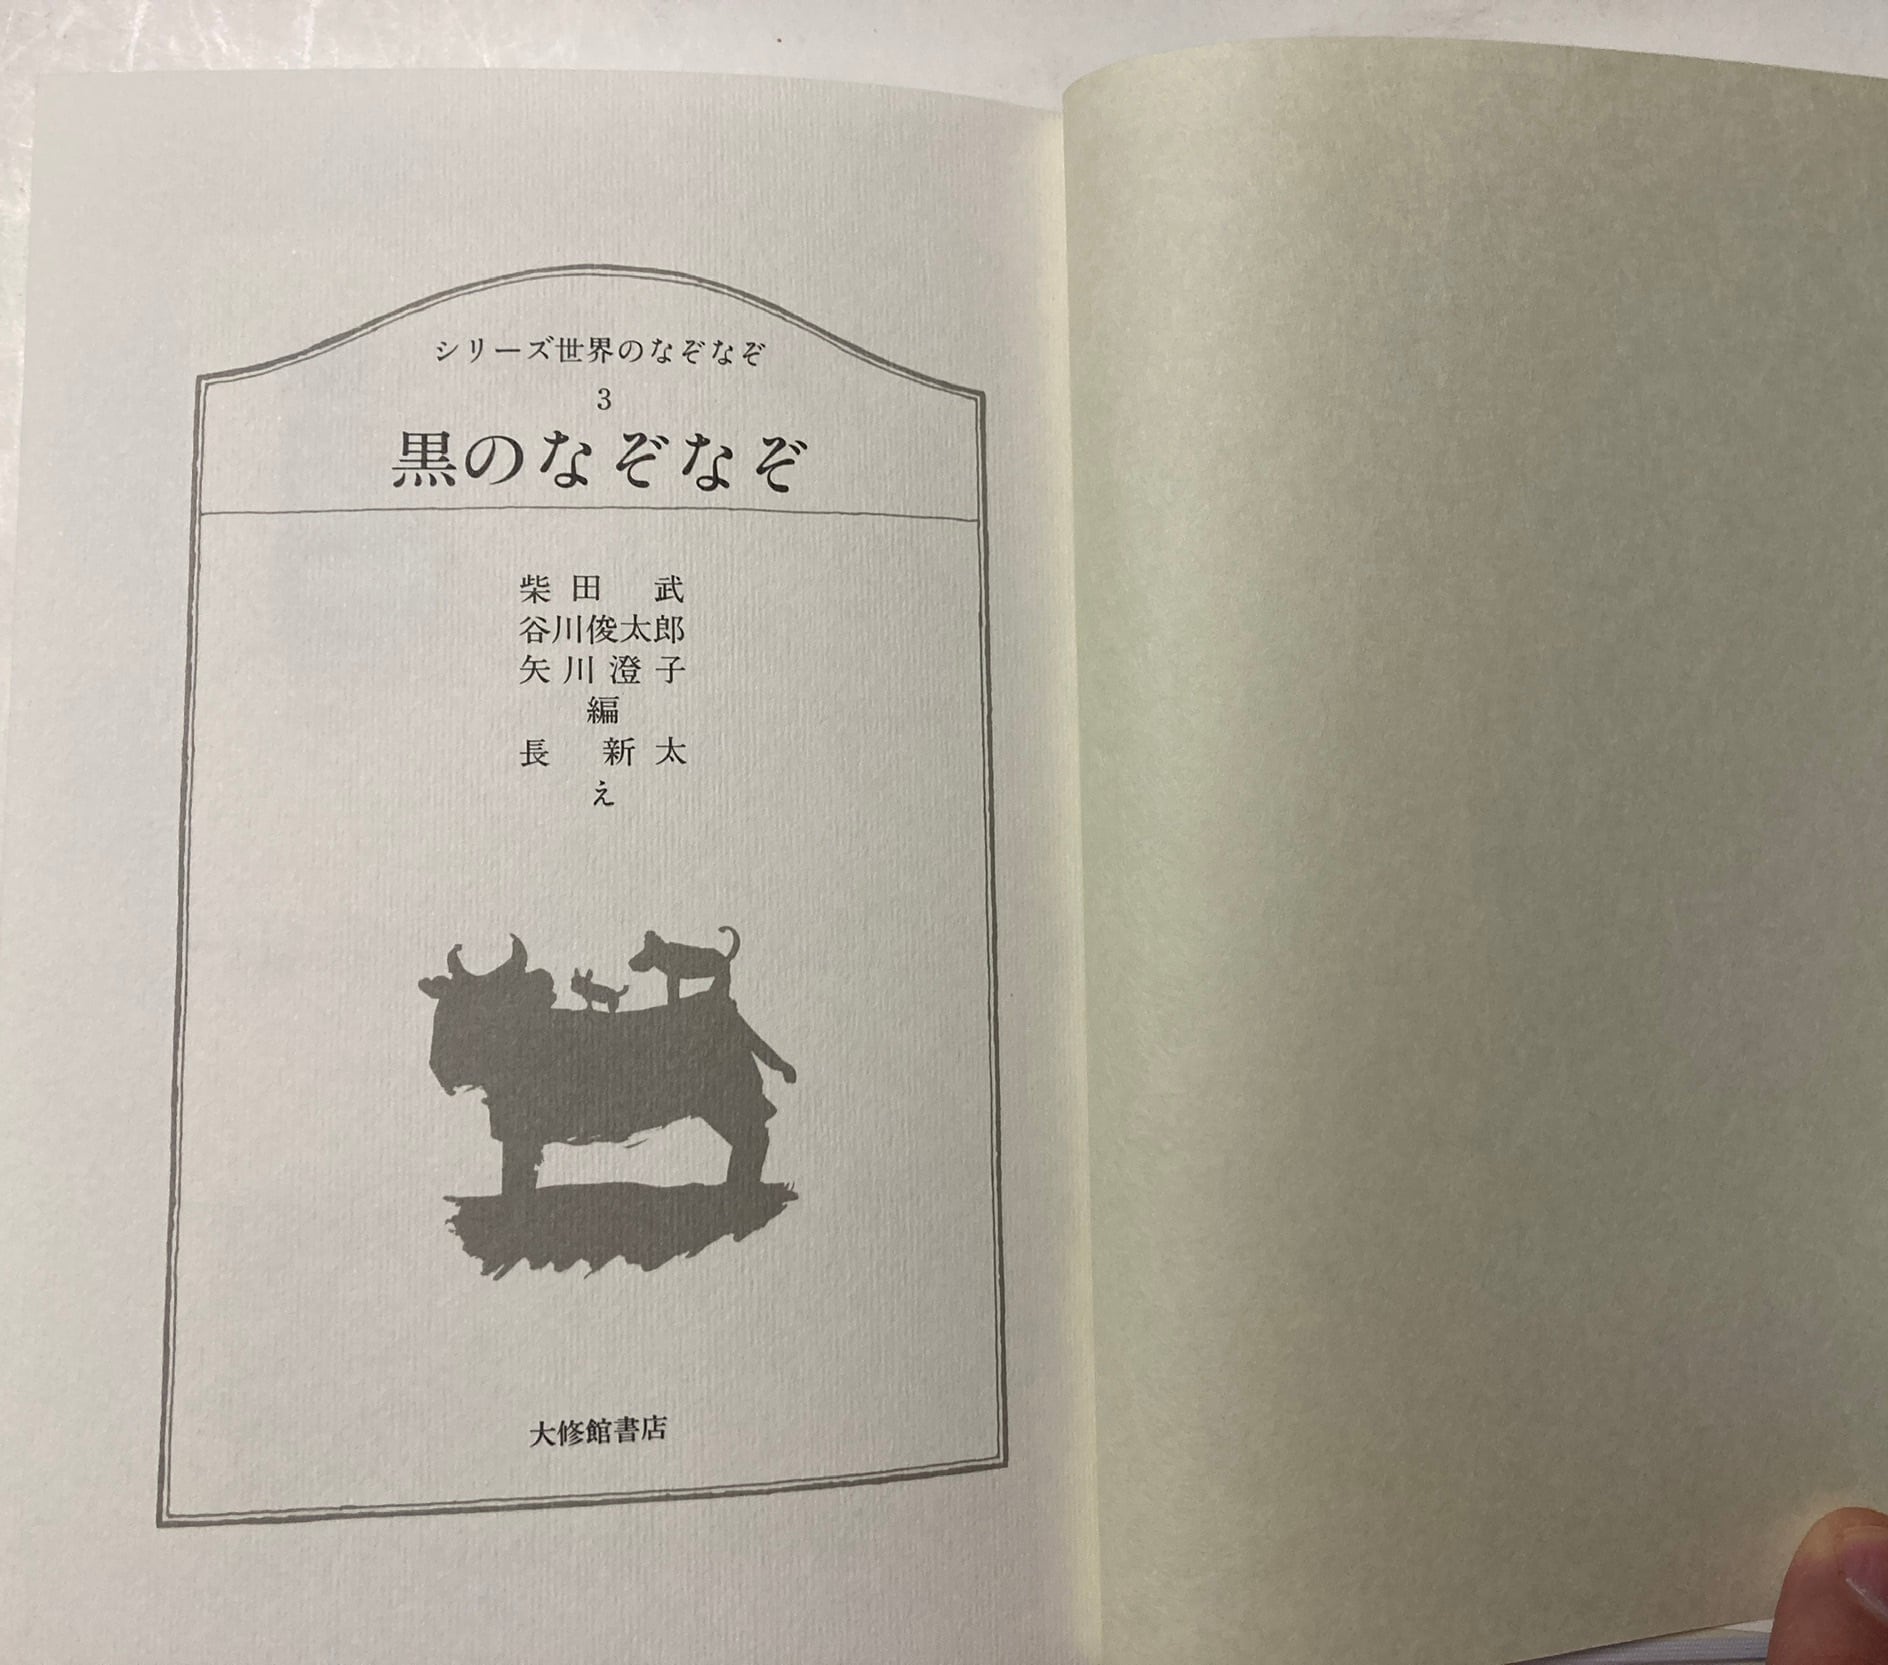 シリーズ世界のなぞなぞ
3
黒のなぞなぞ
柴田　武
谷川俊太郎
矢川澄子
編
長　新太
え
大修館書店